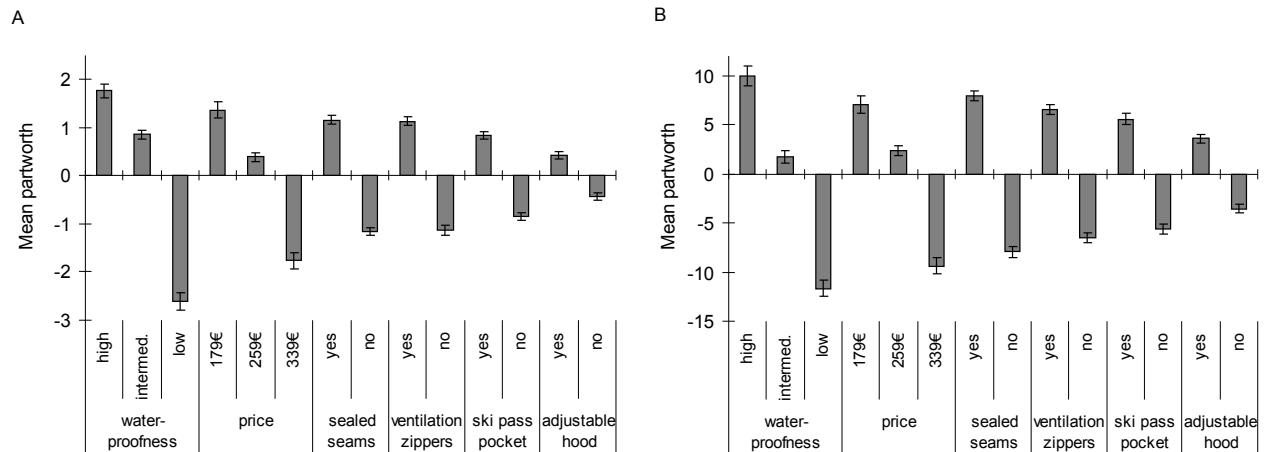 A
Mean partworth
2
1
0
-1
-2
-3
high
intermed.
low
179€
259€
339€
yes
no
yes
no
yes
no
yes
no
water-
proofness
price
sealed
seams
ventilation
zippers
ski pass
pocket
adjustable
hood
B
Mean partworth
10
5
0
-5
-10
-15
high
intermed.
low
179€
259€
339€
yes
no
yes
no
yes
no
yes
no
water-
proofness
price
sealed
seams
ventilation
zippers
ski pass
pocket
adjustable
hood